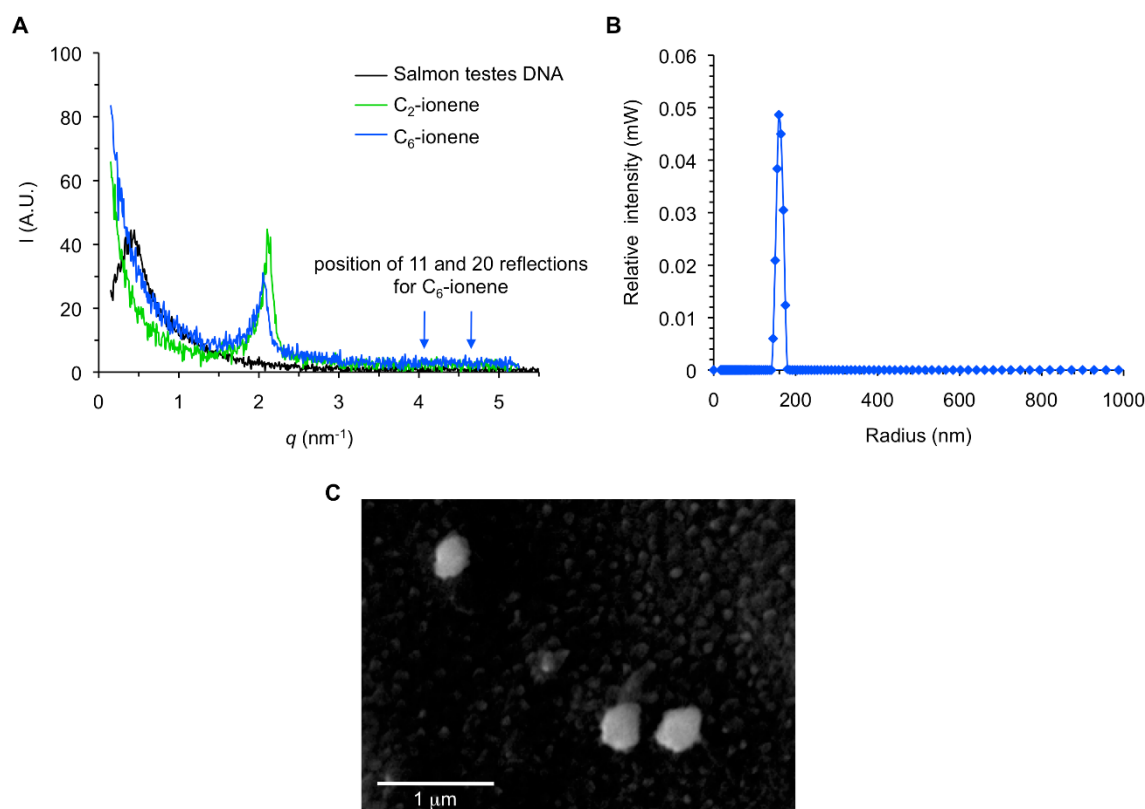 A
100
80
60
40
20
0
I (A.U.)
0 1 2 3 4 5
q (nm-1)
Salmon testes DNA
C2-ionene
C6-ionene
position of 11 and 20 reflections
for C6-ionene
B
0.06
0.05
0.04
0.03
0.02
0.01
0
Relative intensity (mW)
0 200 400 600 800 1000
Radius (nm)
C
1 μm